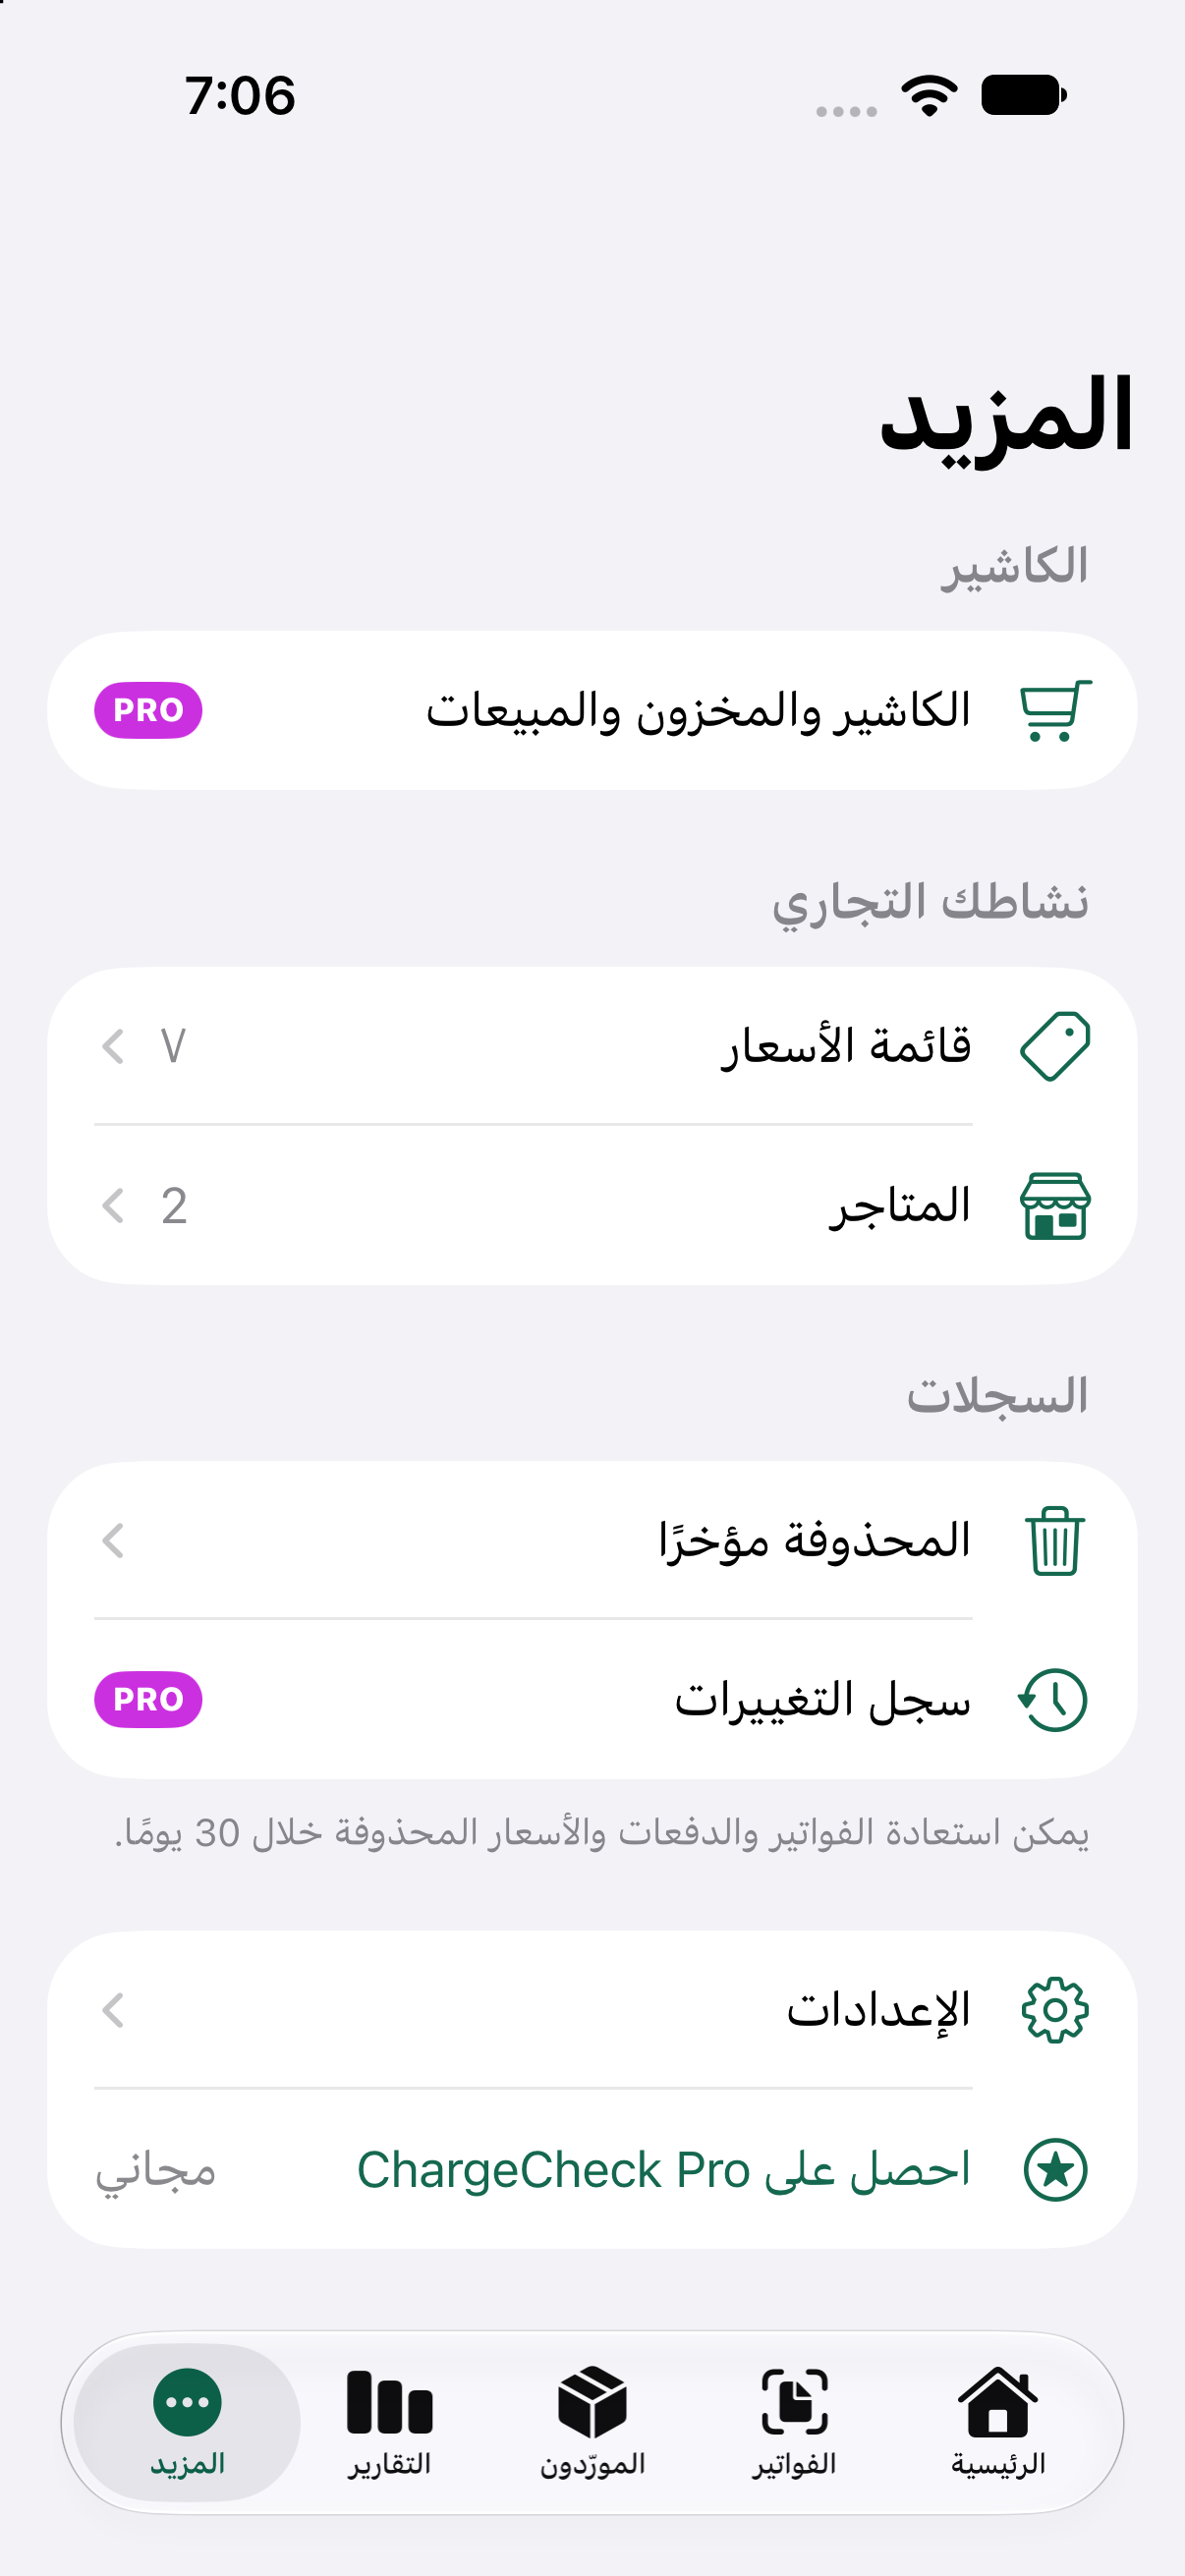 7:06
المزيد
الكاشير
الكاشير والمخزون والمبيعات PRO
نشاطك التجاري
قائمة الأسعار ٧
المتاجر 2
السجلات
المحذوفة مؤخرًا
سجل التغييرات PRO
يمكن استعادة الفواتير والدفعات والأسعار المحذوفة خلال 30 يومًا.
الإعدادات
احصل على ChargeCheck Pro مجاني
الرئيسية الفواتير المورّدون التقارير المزيد